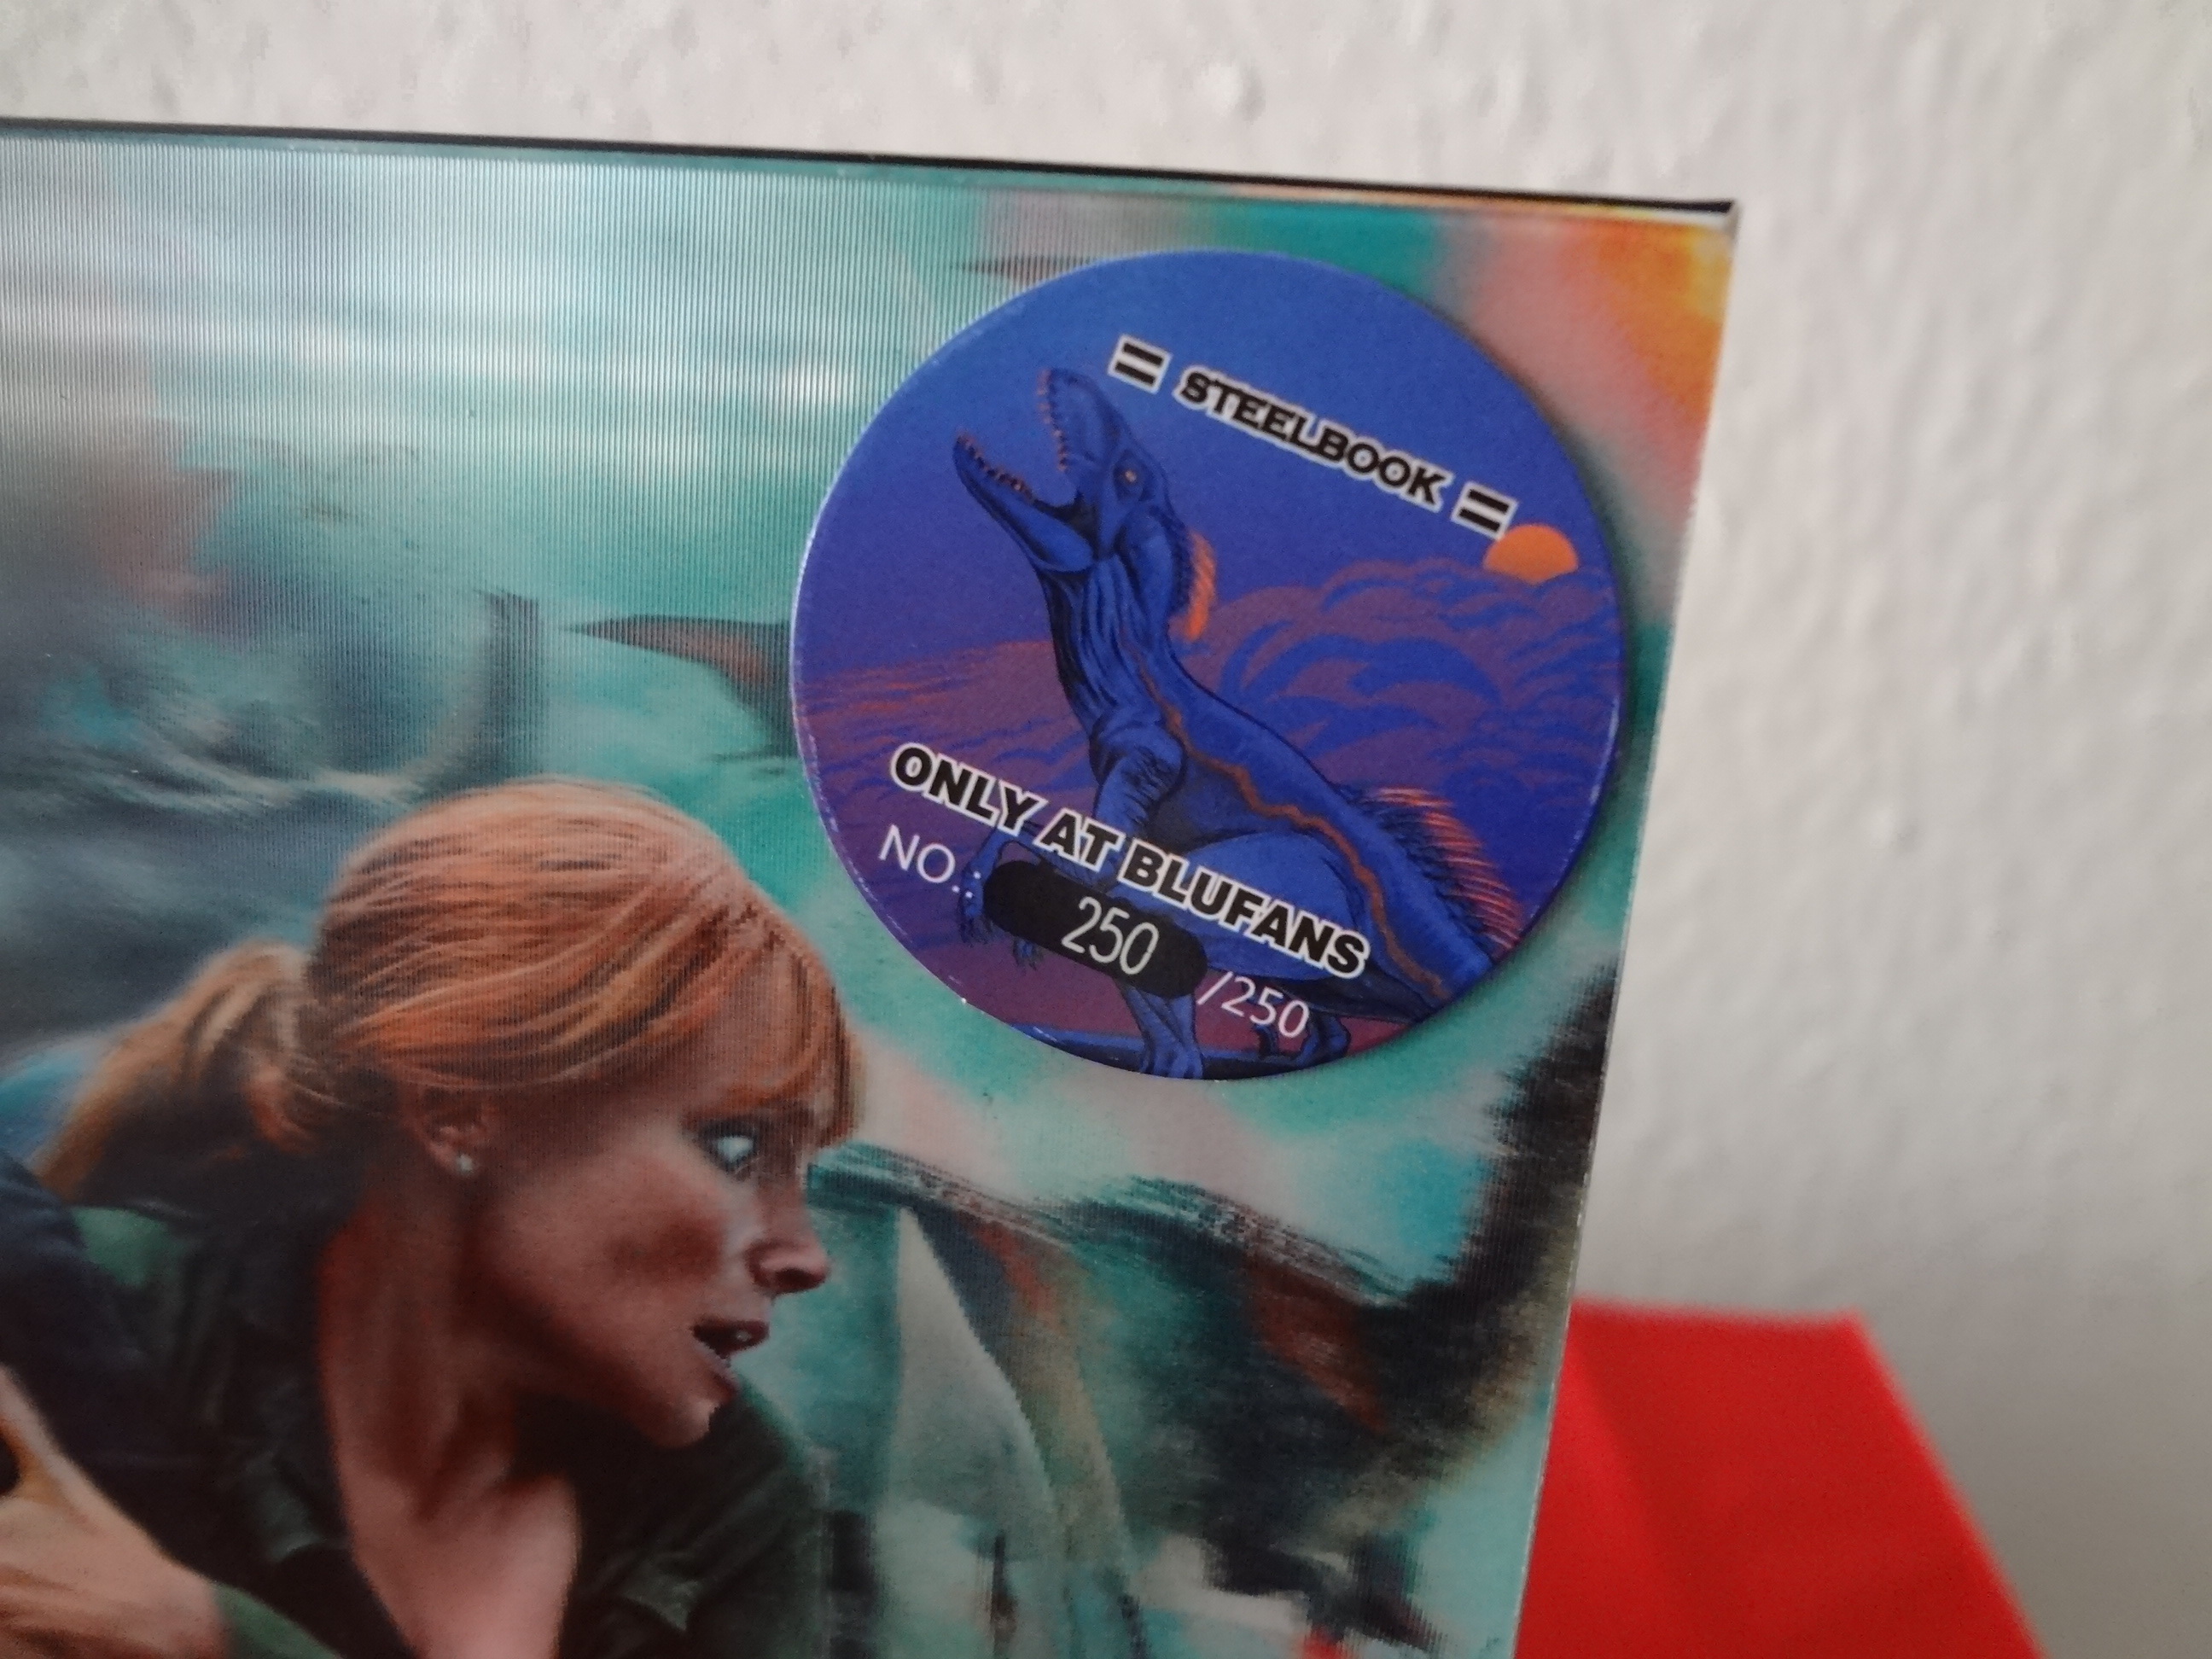 = STEELBOOK =
ONLY AT BLUFANS
NO.: 250 /250